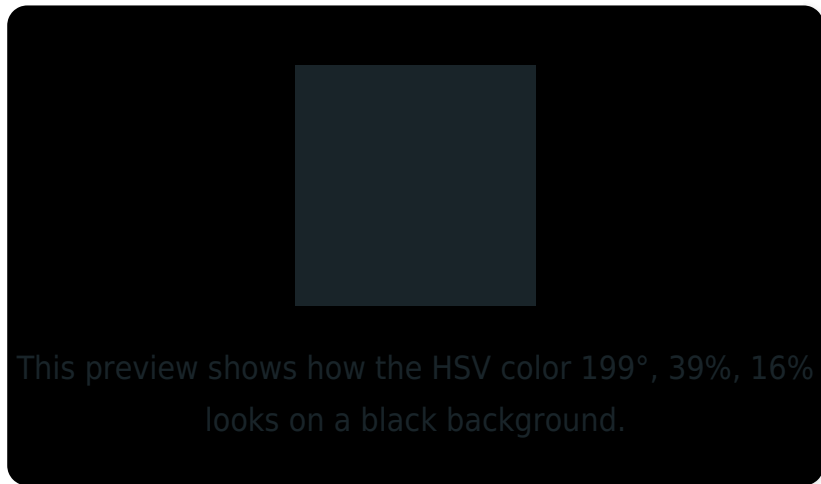 This preview shows how the HSV color 199°, 39%, 16%
looks on a black background.